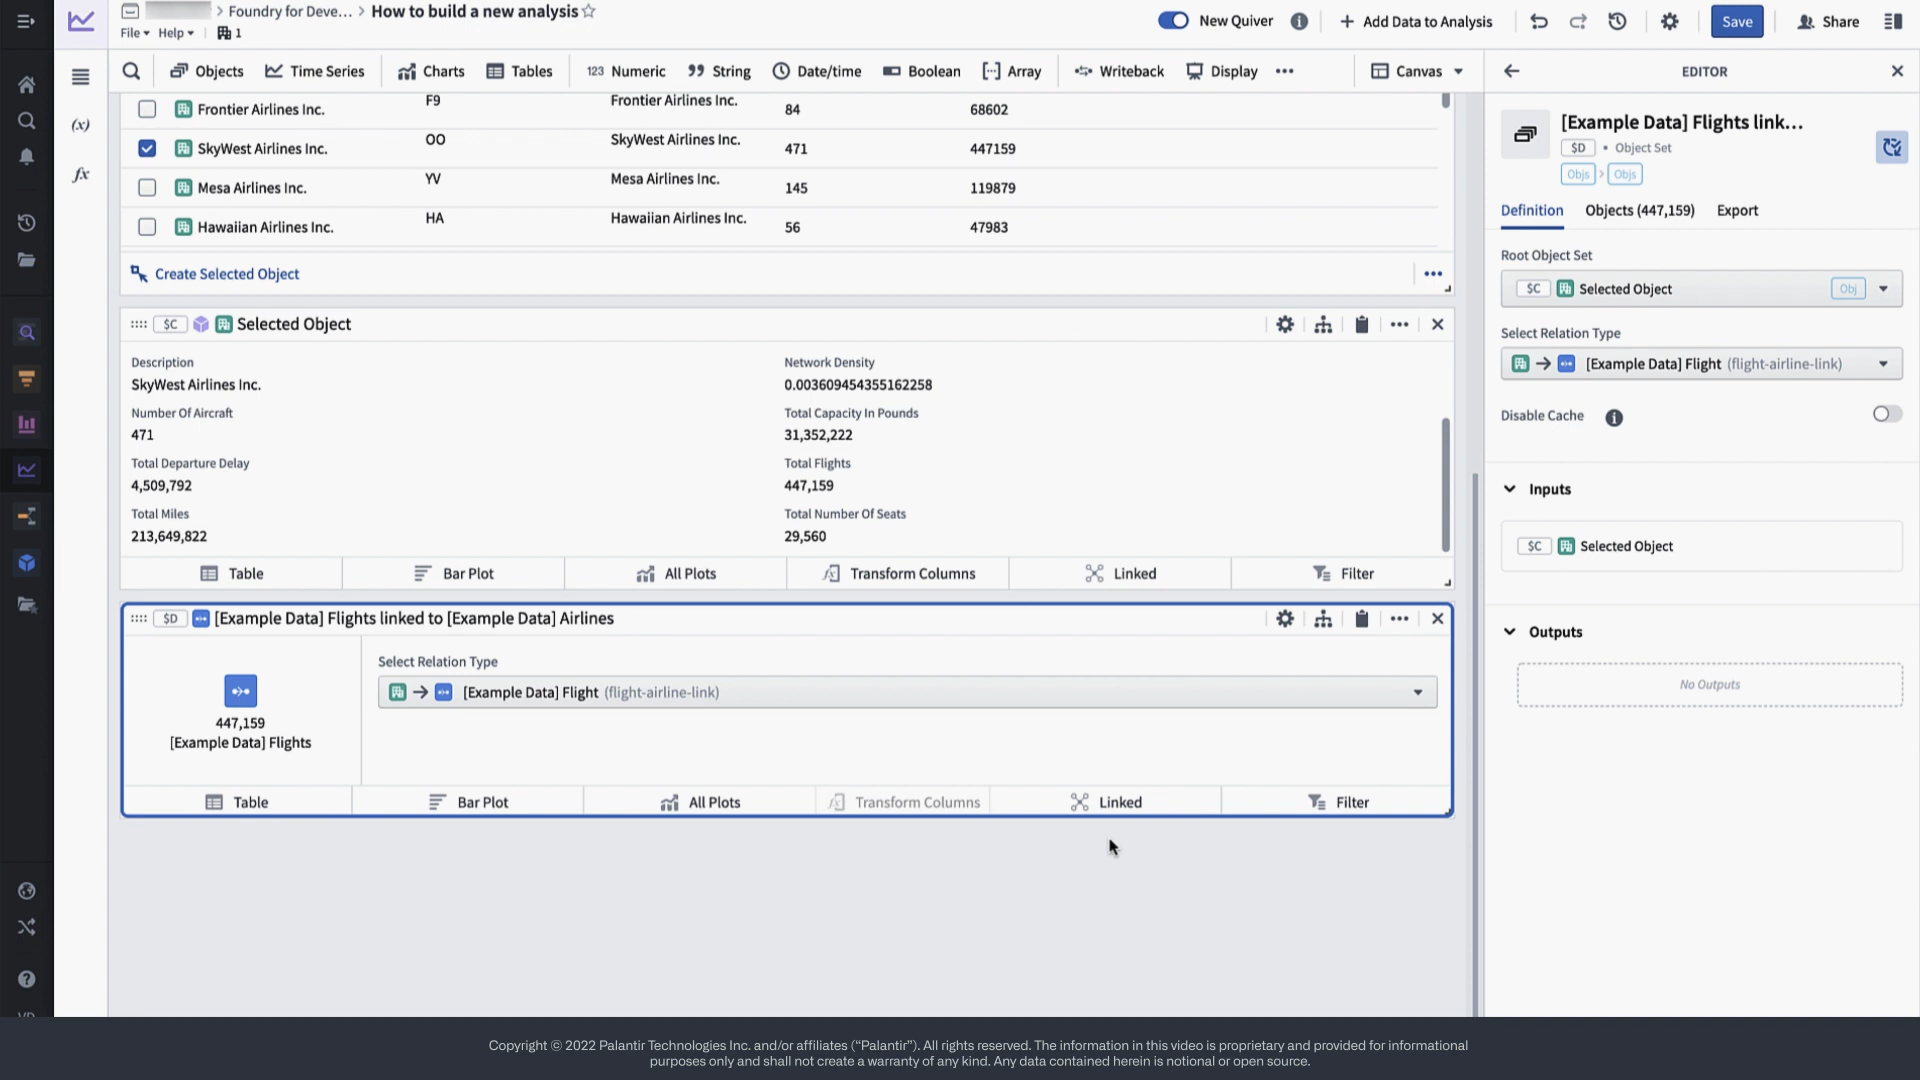 Foundry for Deve... > How to build a new analysis
File Help 1
New Quiver
Add Data to Analysis
Save
Share
Objects Time Series Charts Tables 123 Numeric String Date/time Boolean Array Writeback Display ••• Canvas
(x)
fx
Frontier Airlines Inc. F9 Frontier Airlines Inc. 84 68602
SkyWest Airlines Inc. OO SkyWest Airlines Inc. 471 447159
Mesa Airlines Inc. YV Mesa Airlines Inc. 145 119879
Hawaiian Airlines Inc. HA Hawaiian Airlines Inc. 56 47983
Create Selected Object
$C Selected Object
Description Network Density
SkyWest Airlines Inc. 0.003609454355162258
Number Of Aircraft Total Capacity In Pounds
471 31,352,222
Total Departure Delay Total Flights
4,509,792 447,159
Total Miles Total Number Of Seats
213,649,822 29,560
Table Bar Plot All Plots Transform Columns Linked Filter
$D [Example Data] Flights linked to [Example Data] Airlines
Select Relation Type
[Example Data] Flight (flight-airline-link)
447,159
[Example Data] Flights
Table Bar Plot All Plots Transform Columns Linked Filter
EDITOR
[Example Data] Flights link...
$D • Object Set
Objs > Objs
Definition Objects (447,159) Export
Root Object Set
$C Selected Object Obj
Select Relation Type
[Example Data] Flight (flight-airline-link)
Disable Cache
Inputs
$C Selected Object
Outputs
No Outputs
Copyright © 2022 Palantir Technologies Inc. and/or affiliates (“Palantir”). All rights reserved. The information in this video is proprietary and provided for informational
purposes only and shall not create a warranty of any kind. Any data contained herein is notional or open source.